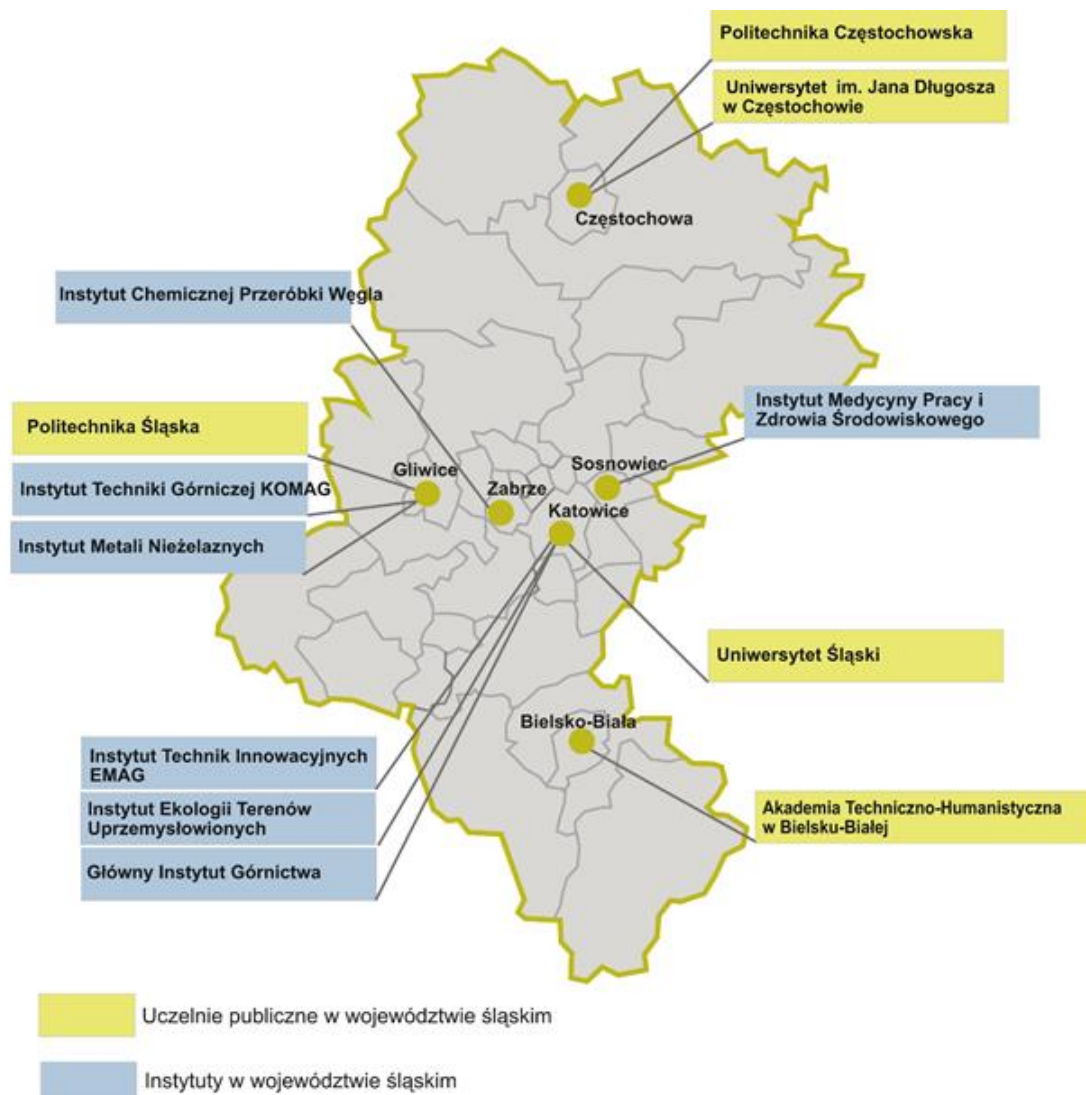 Politechnika Częstochowska
Uniwersytet im. Jana Długosza
w Częstochowie
Częstochowa
Instytut Chemicznej Przeróbki Węgla
Instytut Medycyny Pracy i
Zdrowia Środowiskowego
Politechnika Śląska
Gliwice
Sosnowiec
Instytut Techniki Górniczej KOMAG
Zabrze
Katowice
Instytut Metali Nieżelaznych
Uniwersytet Śląski
Bielsko-Biała
Instytut Technik Innowacyjnych
EMAG
Instytut Ekologii Terenów
Uprzemysłowionych
Akademia Techniczno-Humanistyczna
w Bielsku-Białej
Główny Instytut Górnictwa
Uczelnie publiczne w województwie śląskim
Instytuty w województwie śląskim